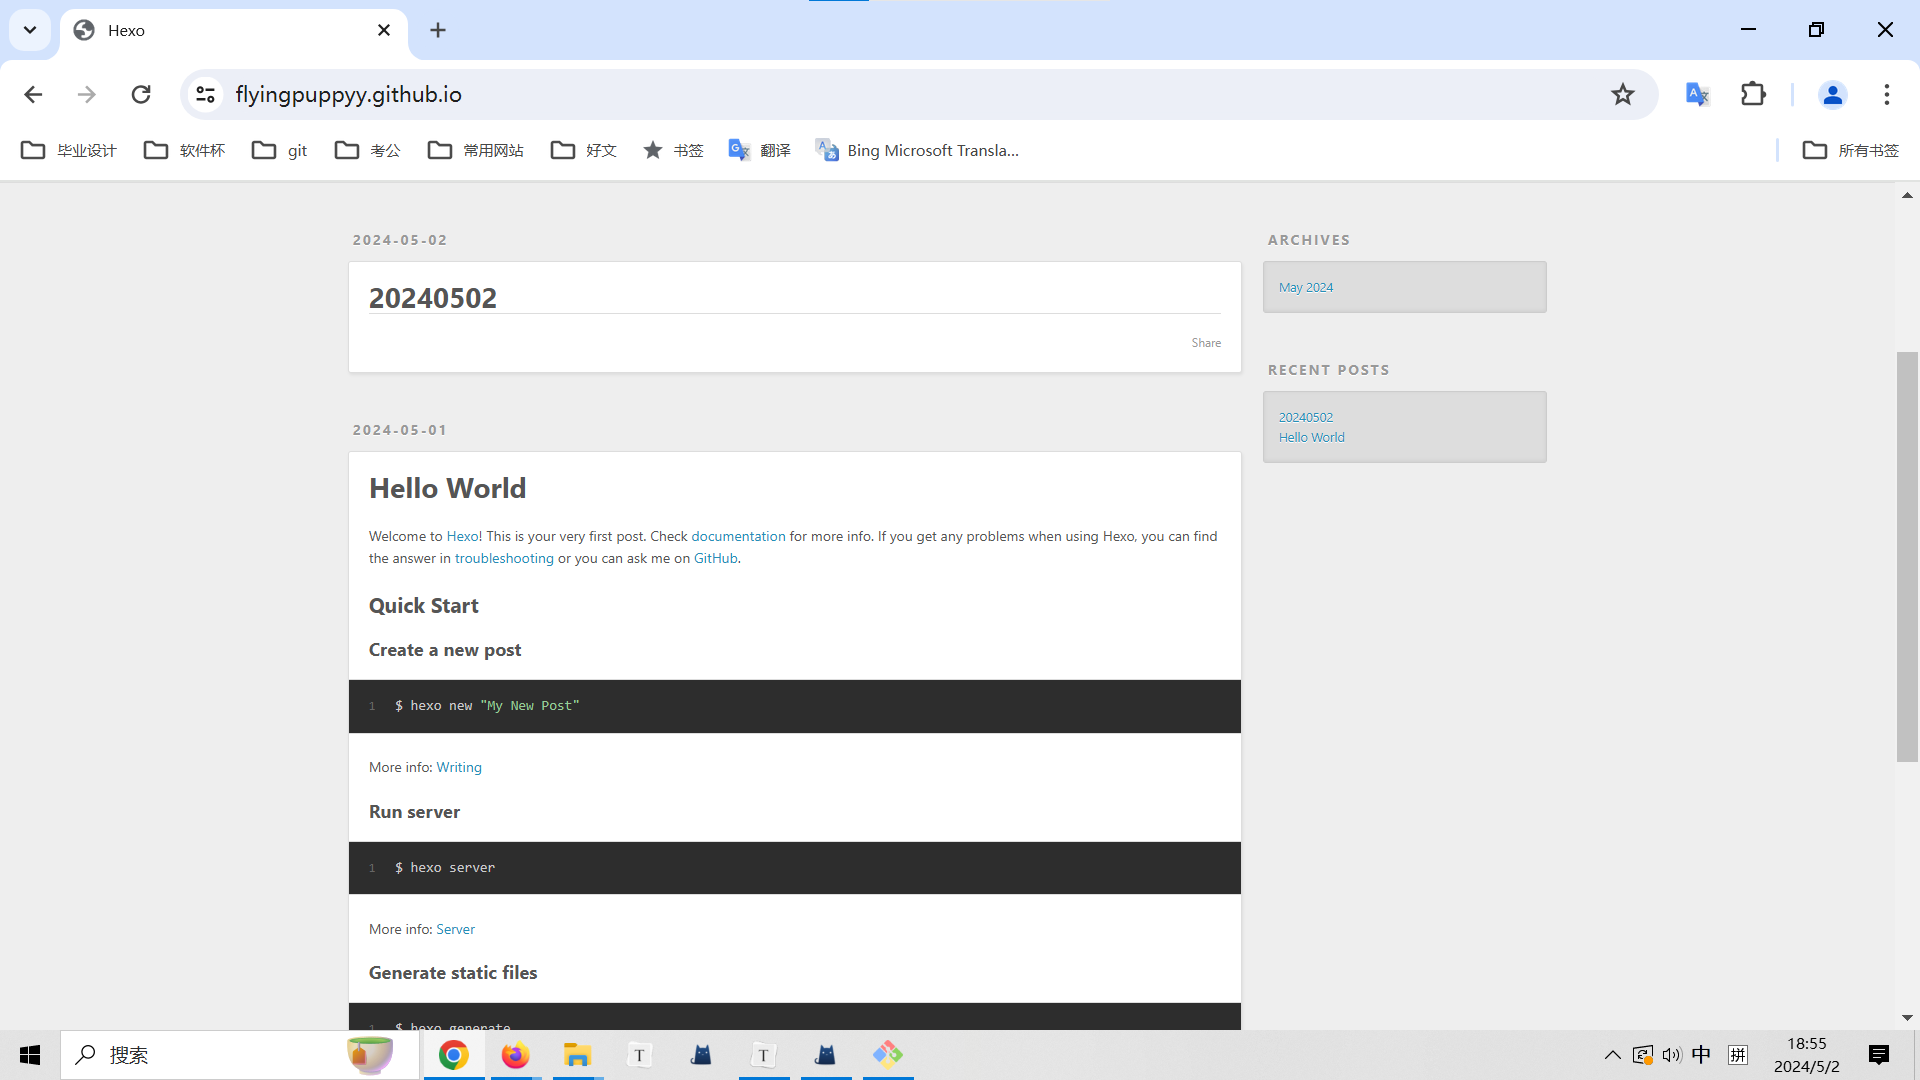 Hexo
flyingpuppyy.github.io
毕业设计 软件杯 git 考公 常用网站 好文 书签 翻译 Bing Microsoft Transla... 所有书签
2024-05-02
20240502
Share
2024-05-01
Hello World
Welcome to Hexo! This is your very first post. Check documentation for more info. If you get any problems when using Hexo, you can find
the answer in troubleshooting or you can ask me on GitHub.
Quick Start
Create a new post
1 $ hexo new "My New Post"
More info: Writing
Run server
1 $ hexo server
More info: Server
Generate static files
1 $ hexo generate
ARCHIVES
May 2024
RECENT POSTS
20240502
Hello World
搜索
T
T
中
拼
18:55
2024/5/2